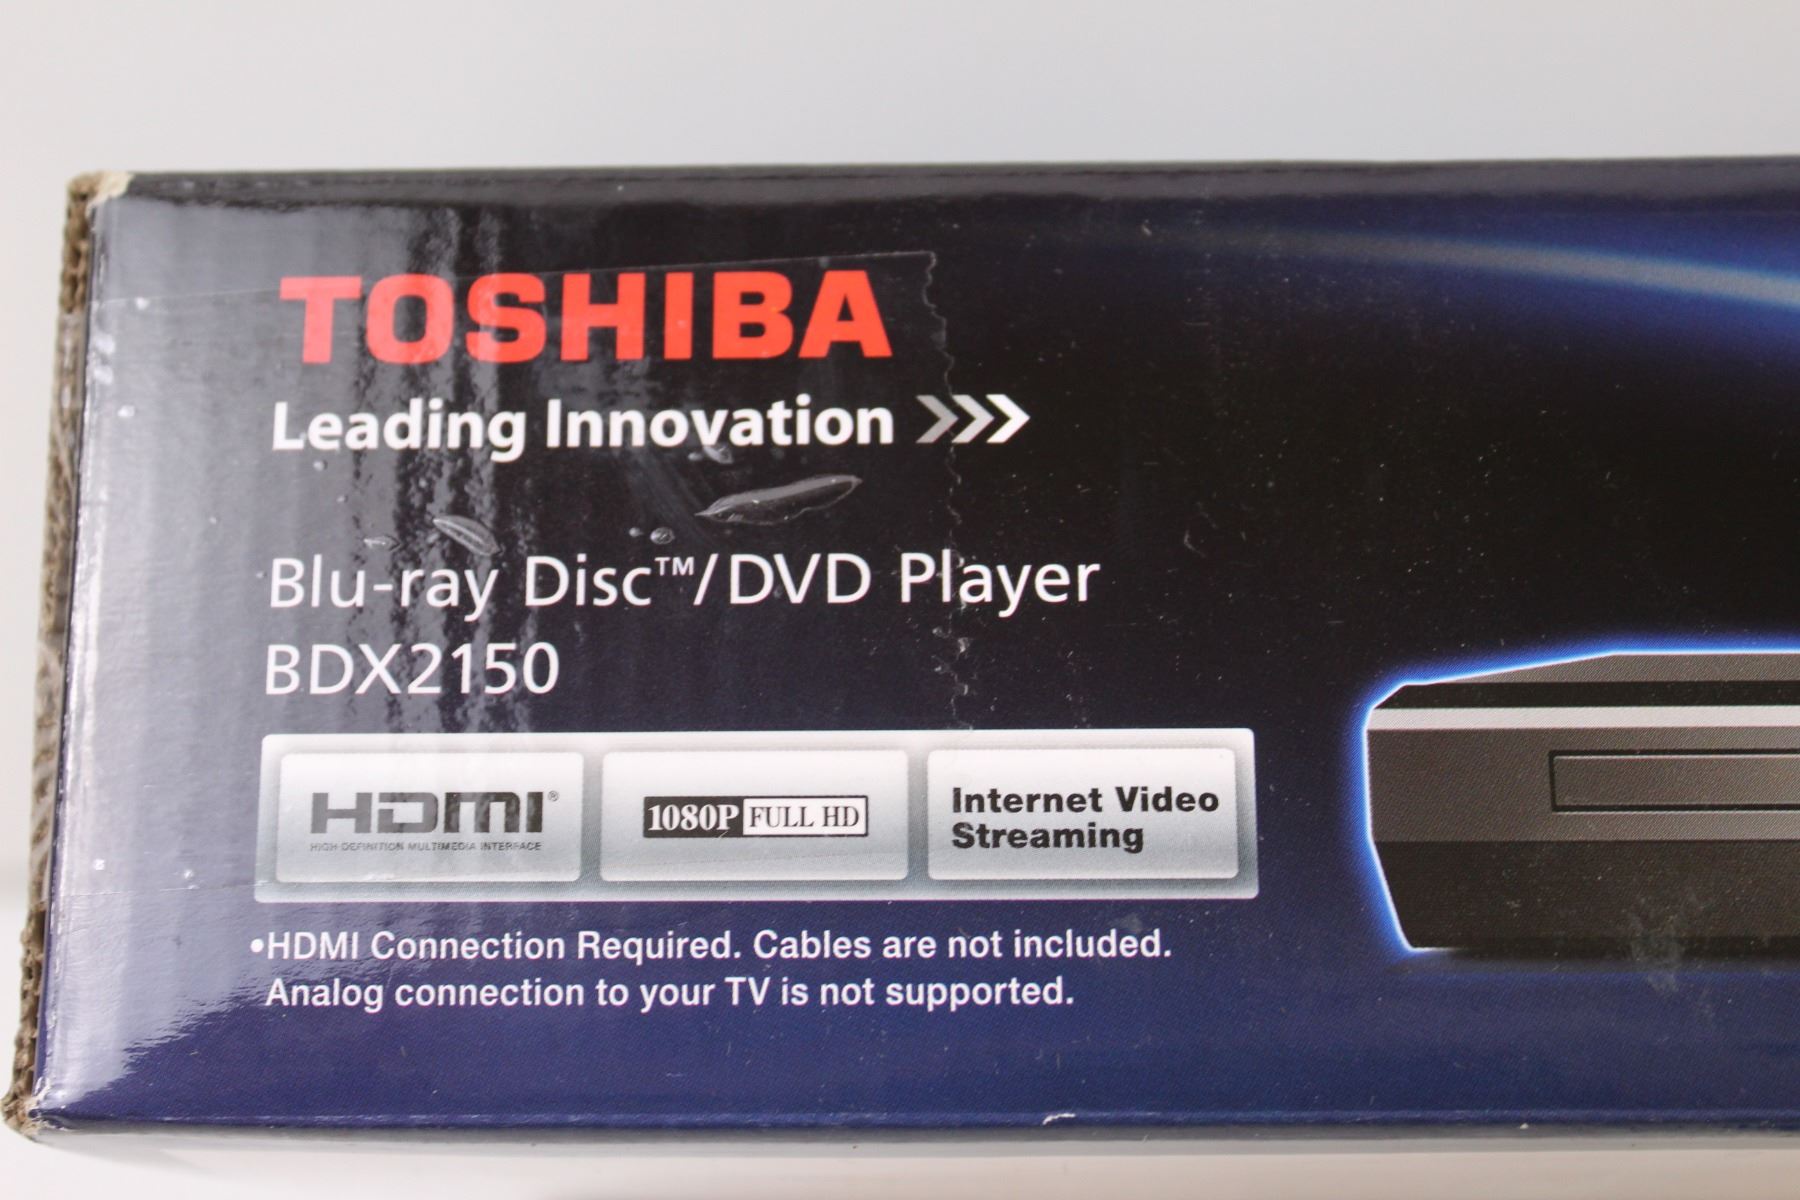 TOSHIBA
Leading Innovation >>>
Blu-ray Disc™/DVD Player
BDX2150
HDMI®
HIGH-DEFINITION MULTIMEDIA INTERFACE
1080P FULL HD
Internet Video
Streaming
•HDMI Connection Required. Cables are not included.
Analog connection to your TV is not supported.